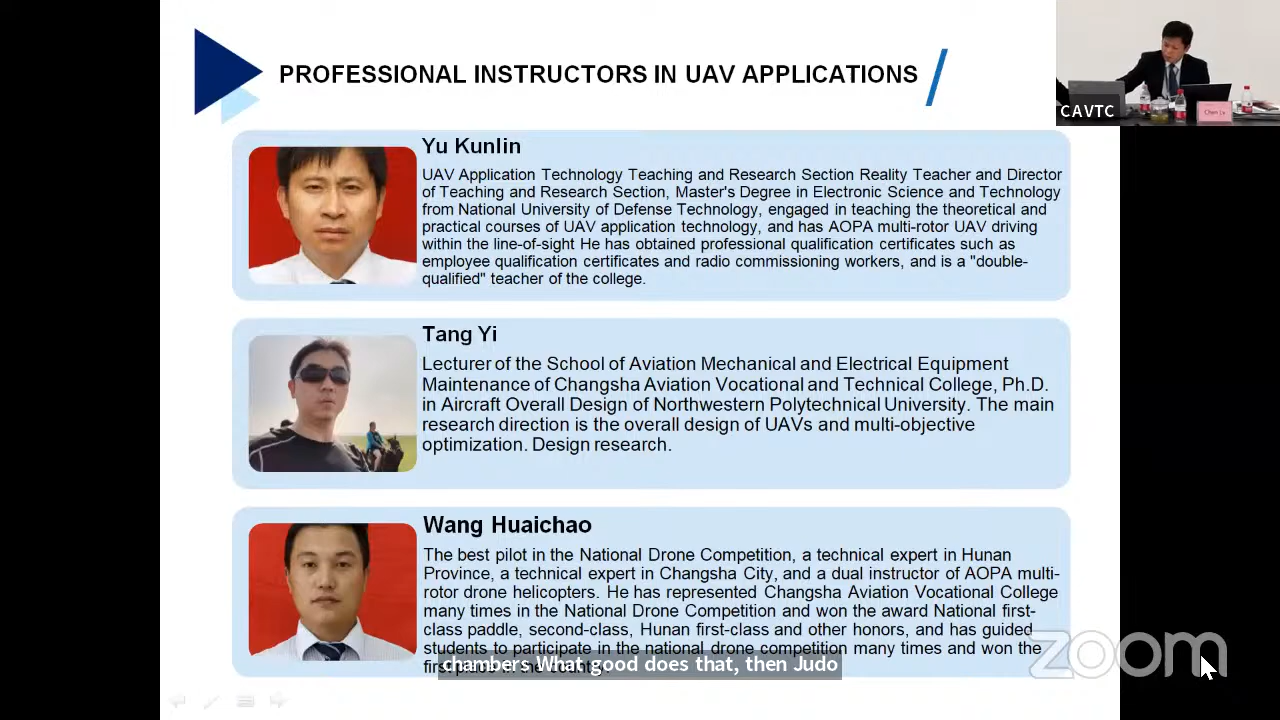 PROFESSIONAL INSTRUCTORS IN UAV APPLICATIONS
CAVTC
Chen Le
Yu Kunlin
UAV Application Technology Teaching and Research Section Reality Teacher and Director
of Teaching and Research Section, Master's Degree in Electronic Science and Technology
from National University of Defense Technology, engaged in teaching the theoretical and
practical courses of UAV application technology, and has AOPA multi-rotor UAV driving
within the line-of-sight He has obtained professional qualification certificates such as
employee qualification certificates and radio commissioning workers, and is a "double-
qualified" teacher of the college.
Tang Yi
Lecturer of the School of Aviation Mechanical and Electrical Equipment
Maintenance of Changsha Aviation Vocational and Technical College, Ph.D.
in Aircraft Overall Design of Northwestern Polytechnical University. The main
research direction is the overall design of UAVs and multi-objective
optimization. Design research.
Wang Huaichao
The best pilot in the National Drone Competition, a technical expert in Hunan
Province, a technical expert in Changsha City, and a dual instructor of AOPA multi-
rotor drone helicopters. He has represented Changsha Aviation Vocational College
many times in the National Drone Competition and won the award National first-
class paddle, second-class, Hunan first-class and other honors, and has guided
students to participate in the national drone competition many times and won the
chambers What good does that, then Judo
zoom